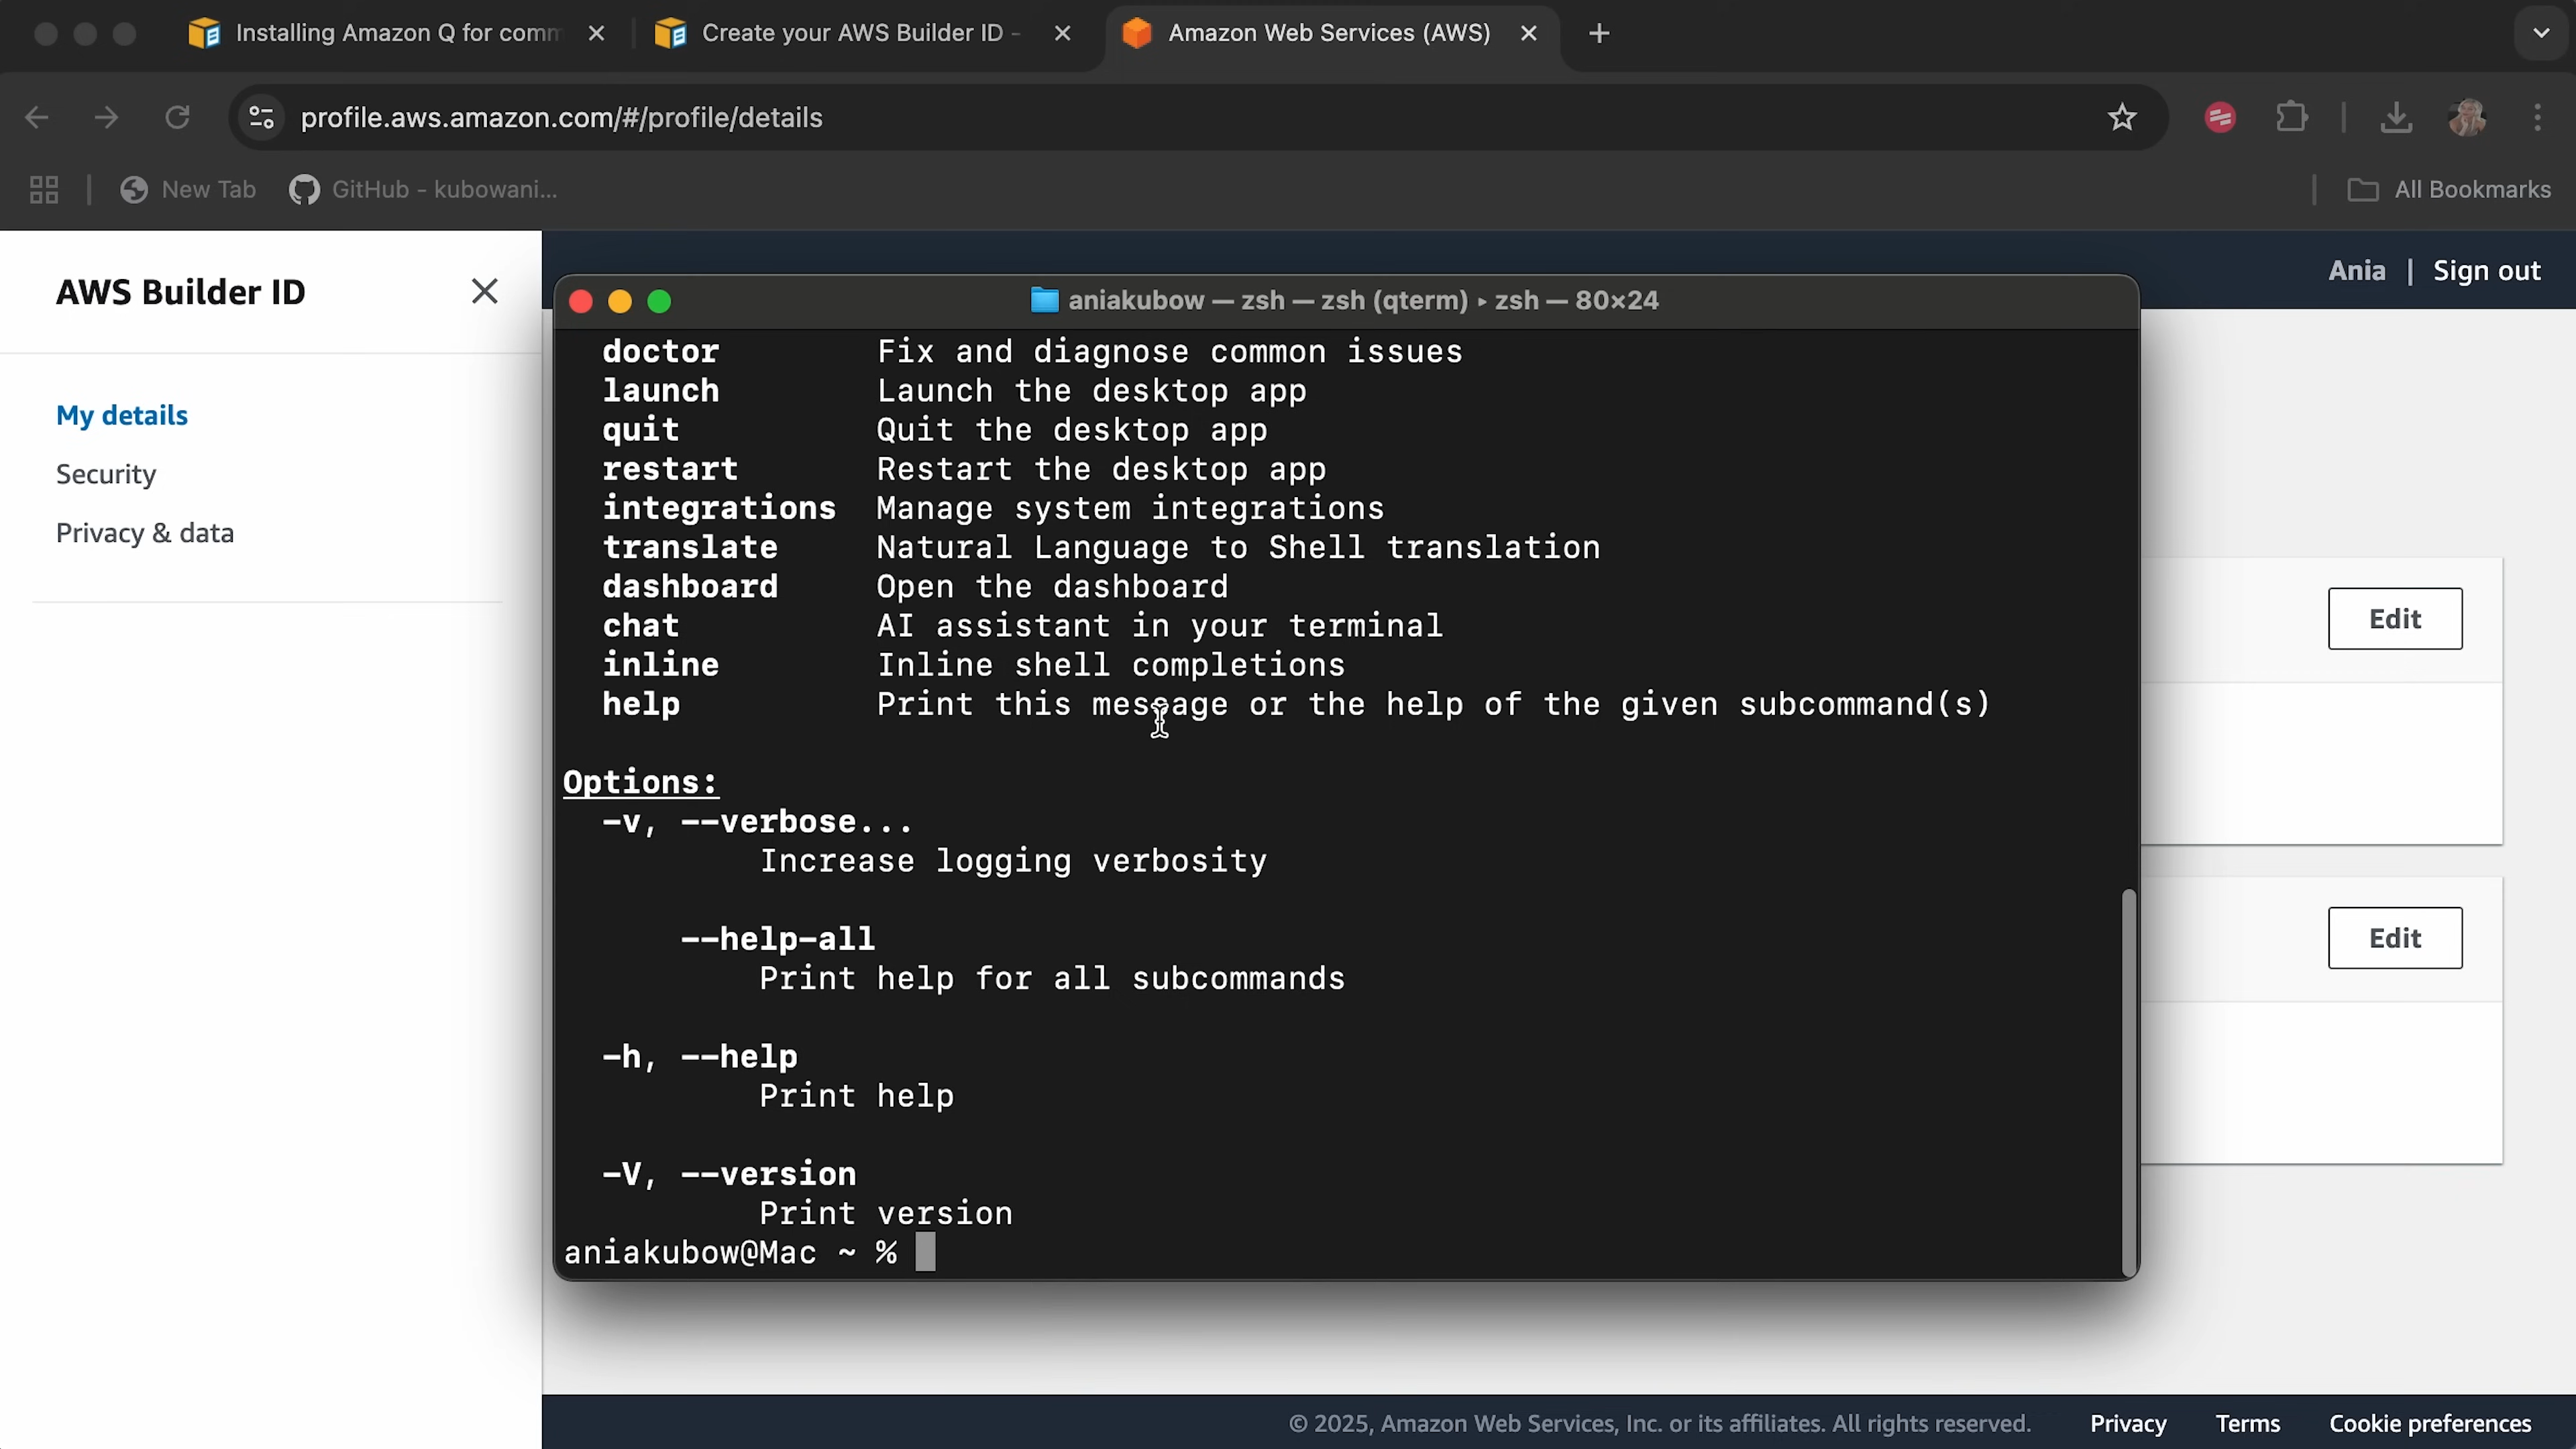 Installing Amazon Q for comm
Create your AWS Builder ID -
Amazon Web Services (AWS)
profile.aws.amazon.com/#/profile/details
New Tab
GitHub - kubowani...
All Bookmarks
AWS Builder ID
Ania | Sign out
My details
Security
Privacy & data
aniakubow — zsh — zsh (qterm) ▸ zsh — 80×24
doctor Fix and diagnose common issues
launch Launch the desktop app
quit Quit the desktop app
restart Restart the desktop app
integrations Manage system integrations
translate Natural Language to Shell translation
dashboard Open the dashboard
chat AI assistant in your terminal
inline Inline shell completions
help Print this message or the help of the given subcommand(s)
Options:
-v, --verbose...
Increase logging verbosity
--help-all
Print help for all subcommands
-h, --help
Print help
-V, --version
Print version
aniakubow@Mac ~ %
Edit
Edit
© 2025, Amazon Web Services, Inc. or its affiliates. All rights reserved.
Privacy
Terms
Cookie preferences